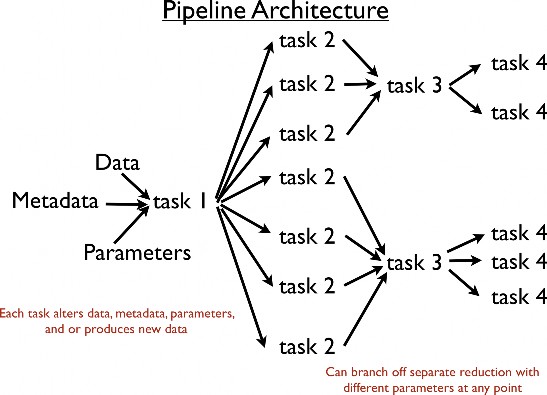 Pipeline Architecture
task 2
task 2
task 2
task 2
task 2
task 2
task 2
task 3
task 3
task 4
task 4
task 4
task 4
task 4
Data
Metadata
task 1
Parameters
Each task alters data, metadata, parameters,
and or produces new data
Can branch off separate reduction with
different parameters at any point